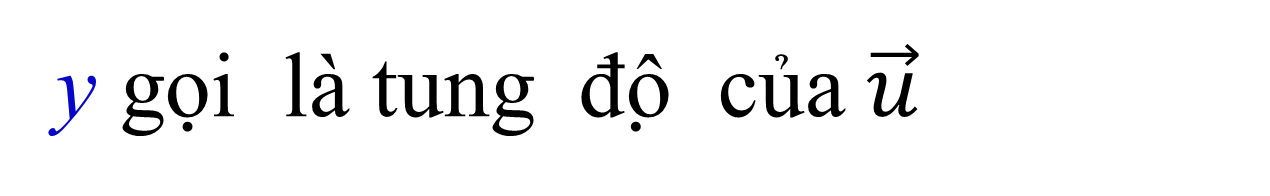 y gọi là tung độ của u⃗